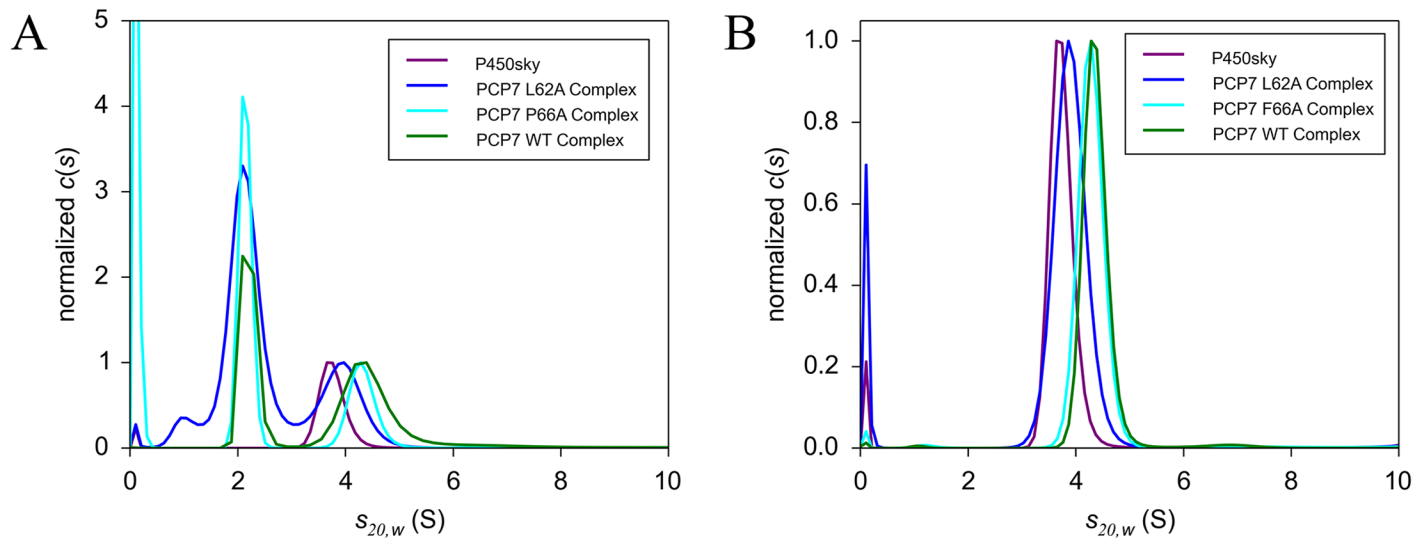 A
5
4
3
2
1
0
normalized c(s)
0 2 4 6 8 10
s20,w (S)
P450sky
PCP7 L62A Complex
PCP7 P66A Complex
PCP7 WT Complex
B
1.0
0.8
0.6
0.4
0.2
0.0
normalized c(s)
0 2 4 6 8 10
s20,w (S)
P450sky
PCP7 L62A Complex
PCP7 F66A Complex
PCP7 WT Complex